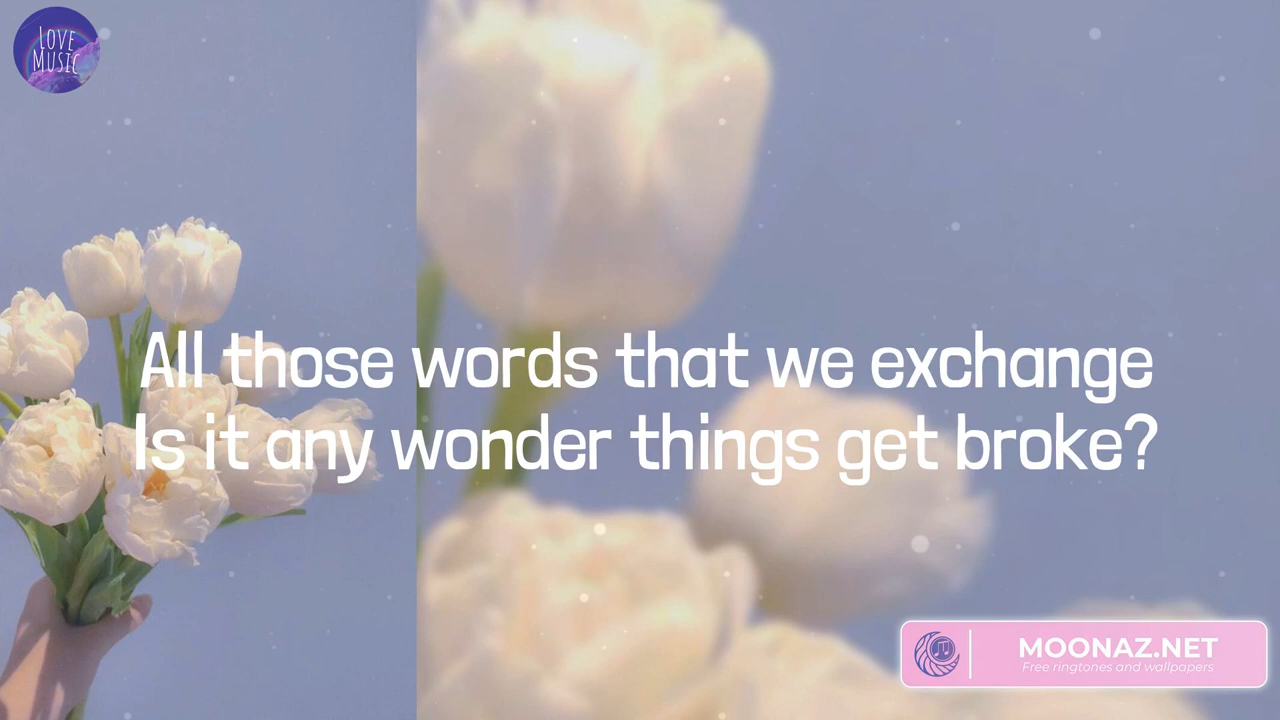 LOVE
MUSIC
All those words that we exchange
Is it any wonder things get broke?
MOONAZ.NET
Free ringtones and wallpapers